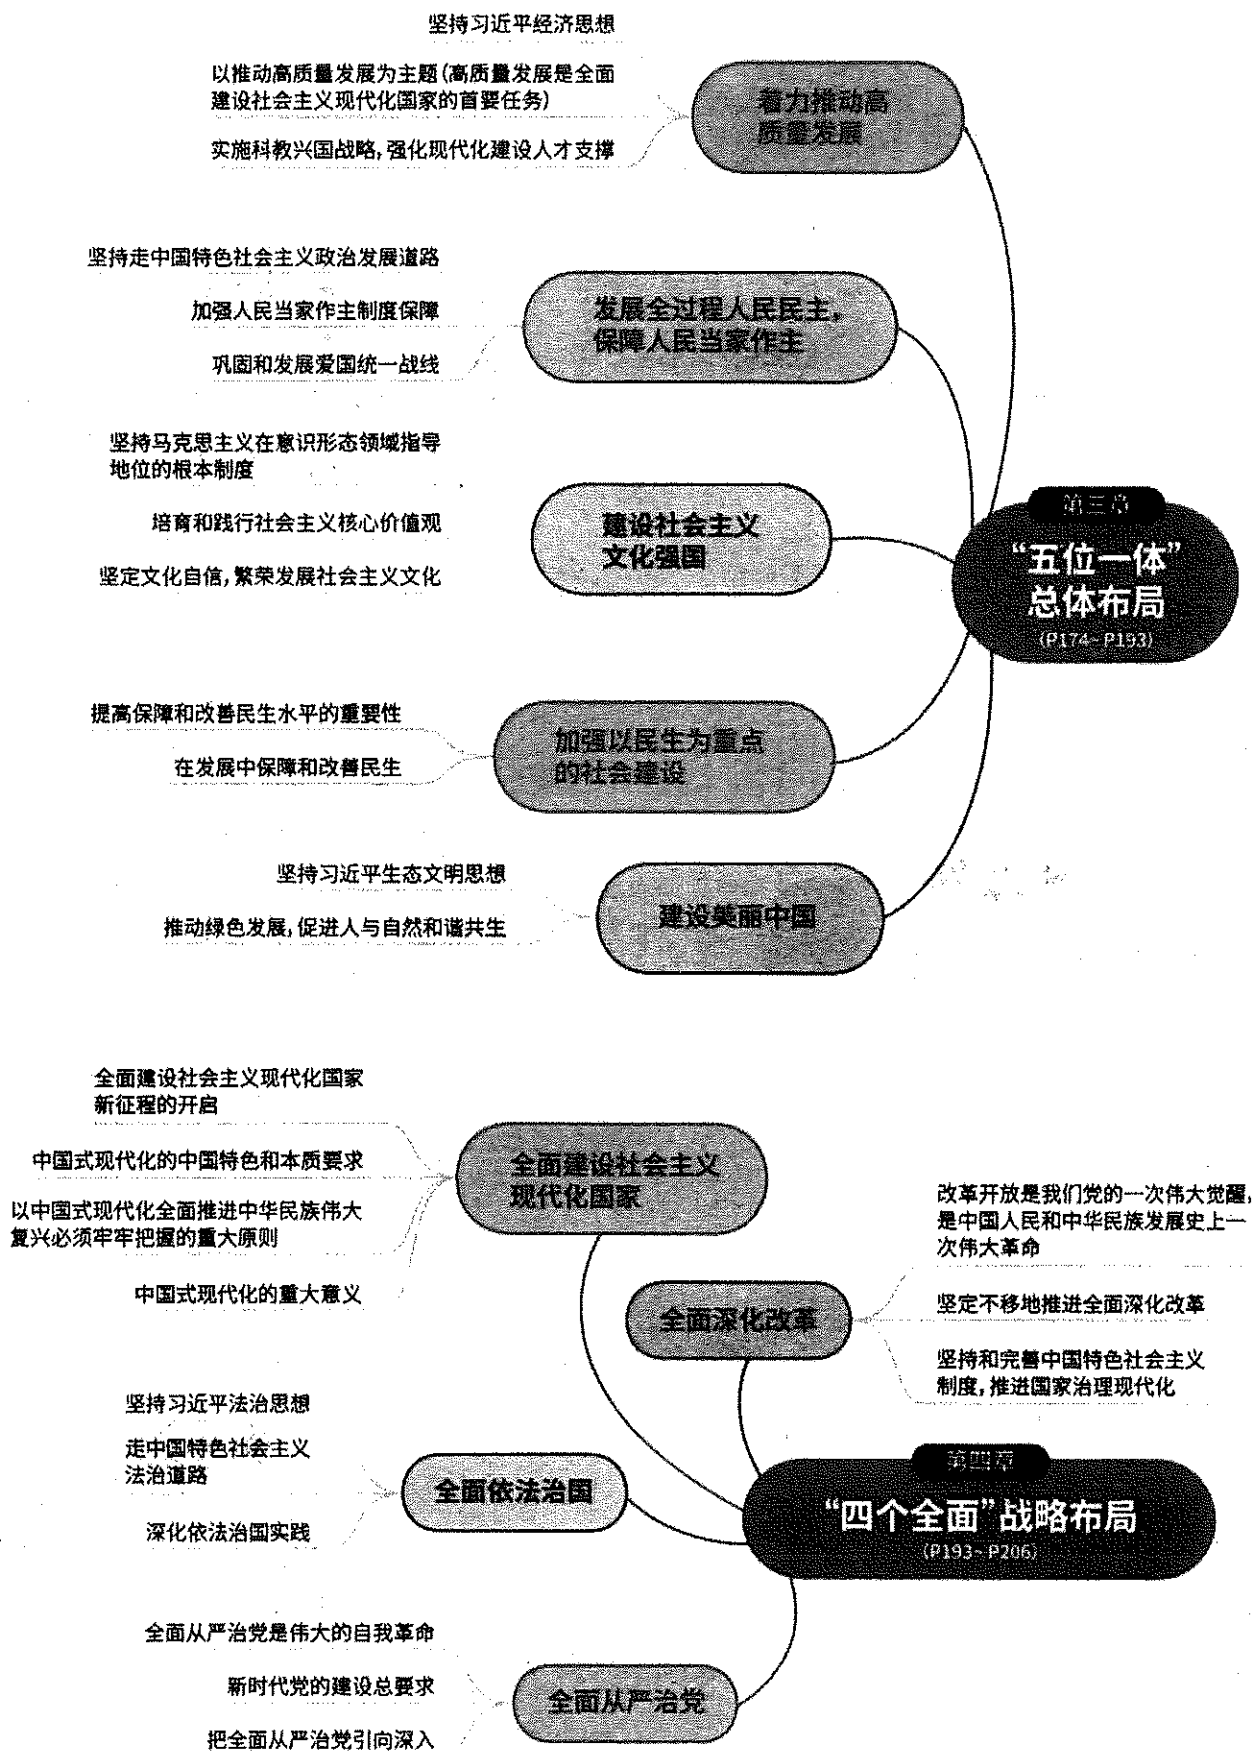 坚持习近平经济思想
以推动高质量发展为主题(高质量发展是全面
建设社会主义现代化国家的首要任务)
实施科教兴国战略,强化现代化建设人才支撑
着力推动高
质量发展
坚持走中国特色社会主义政治发展道路
加强人民当家作主制度保障
巩固和发展爱国统一战线
发展全过程人民民主,
保障人民当家作主
坚持马克思主义在意识形态领域指导
地位的根本制度
培育和践行社会主义核心价值观
坚定文化自信,繁荣发展社会主义文化
建设社会主义
文化强国
第三章
“五位一体”
总体布局
(P174~P193)
提高保障和改善民生水平的重要性
在发展中保障和改善民生
加强以民生为重点
的社会建设
坚持习近平生态文明思想
推动绿色发展,促进人与自然和谐共生
建设美丽中国
全面建设社会主义现代化国家
新征程的开启
中国式现代化的中国特色和本质要求
以中国式现代化全面推进中华民族伟大
复兴必须牢牢把握的重大原则
中国式现代化的重大意义
全面建设社会主义
现代化国家
改革开放是我们党的一次伟大觉醒,
是中国人民和中华民族发展史上一
次伟大革命
坚定不移地推进全面深化改革
坚持和完善中国特色社会主义
制度,推进国家治理现代化
全面深化改革
坚持习近平法治思想
走中国特色社会主义
法治道路
深化依法治国实践
全面依法治国
第四章
“四个全面”战略布局
(P193~P206)
全面从严治党是伟大的自我革命
新时代党的建设总要求
把全面从严治党引向深入
全面从严治党